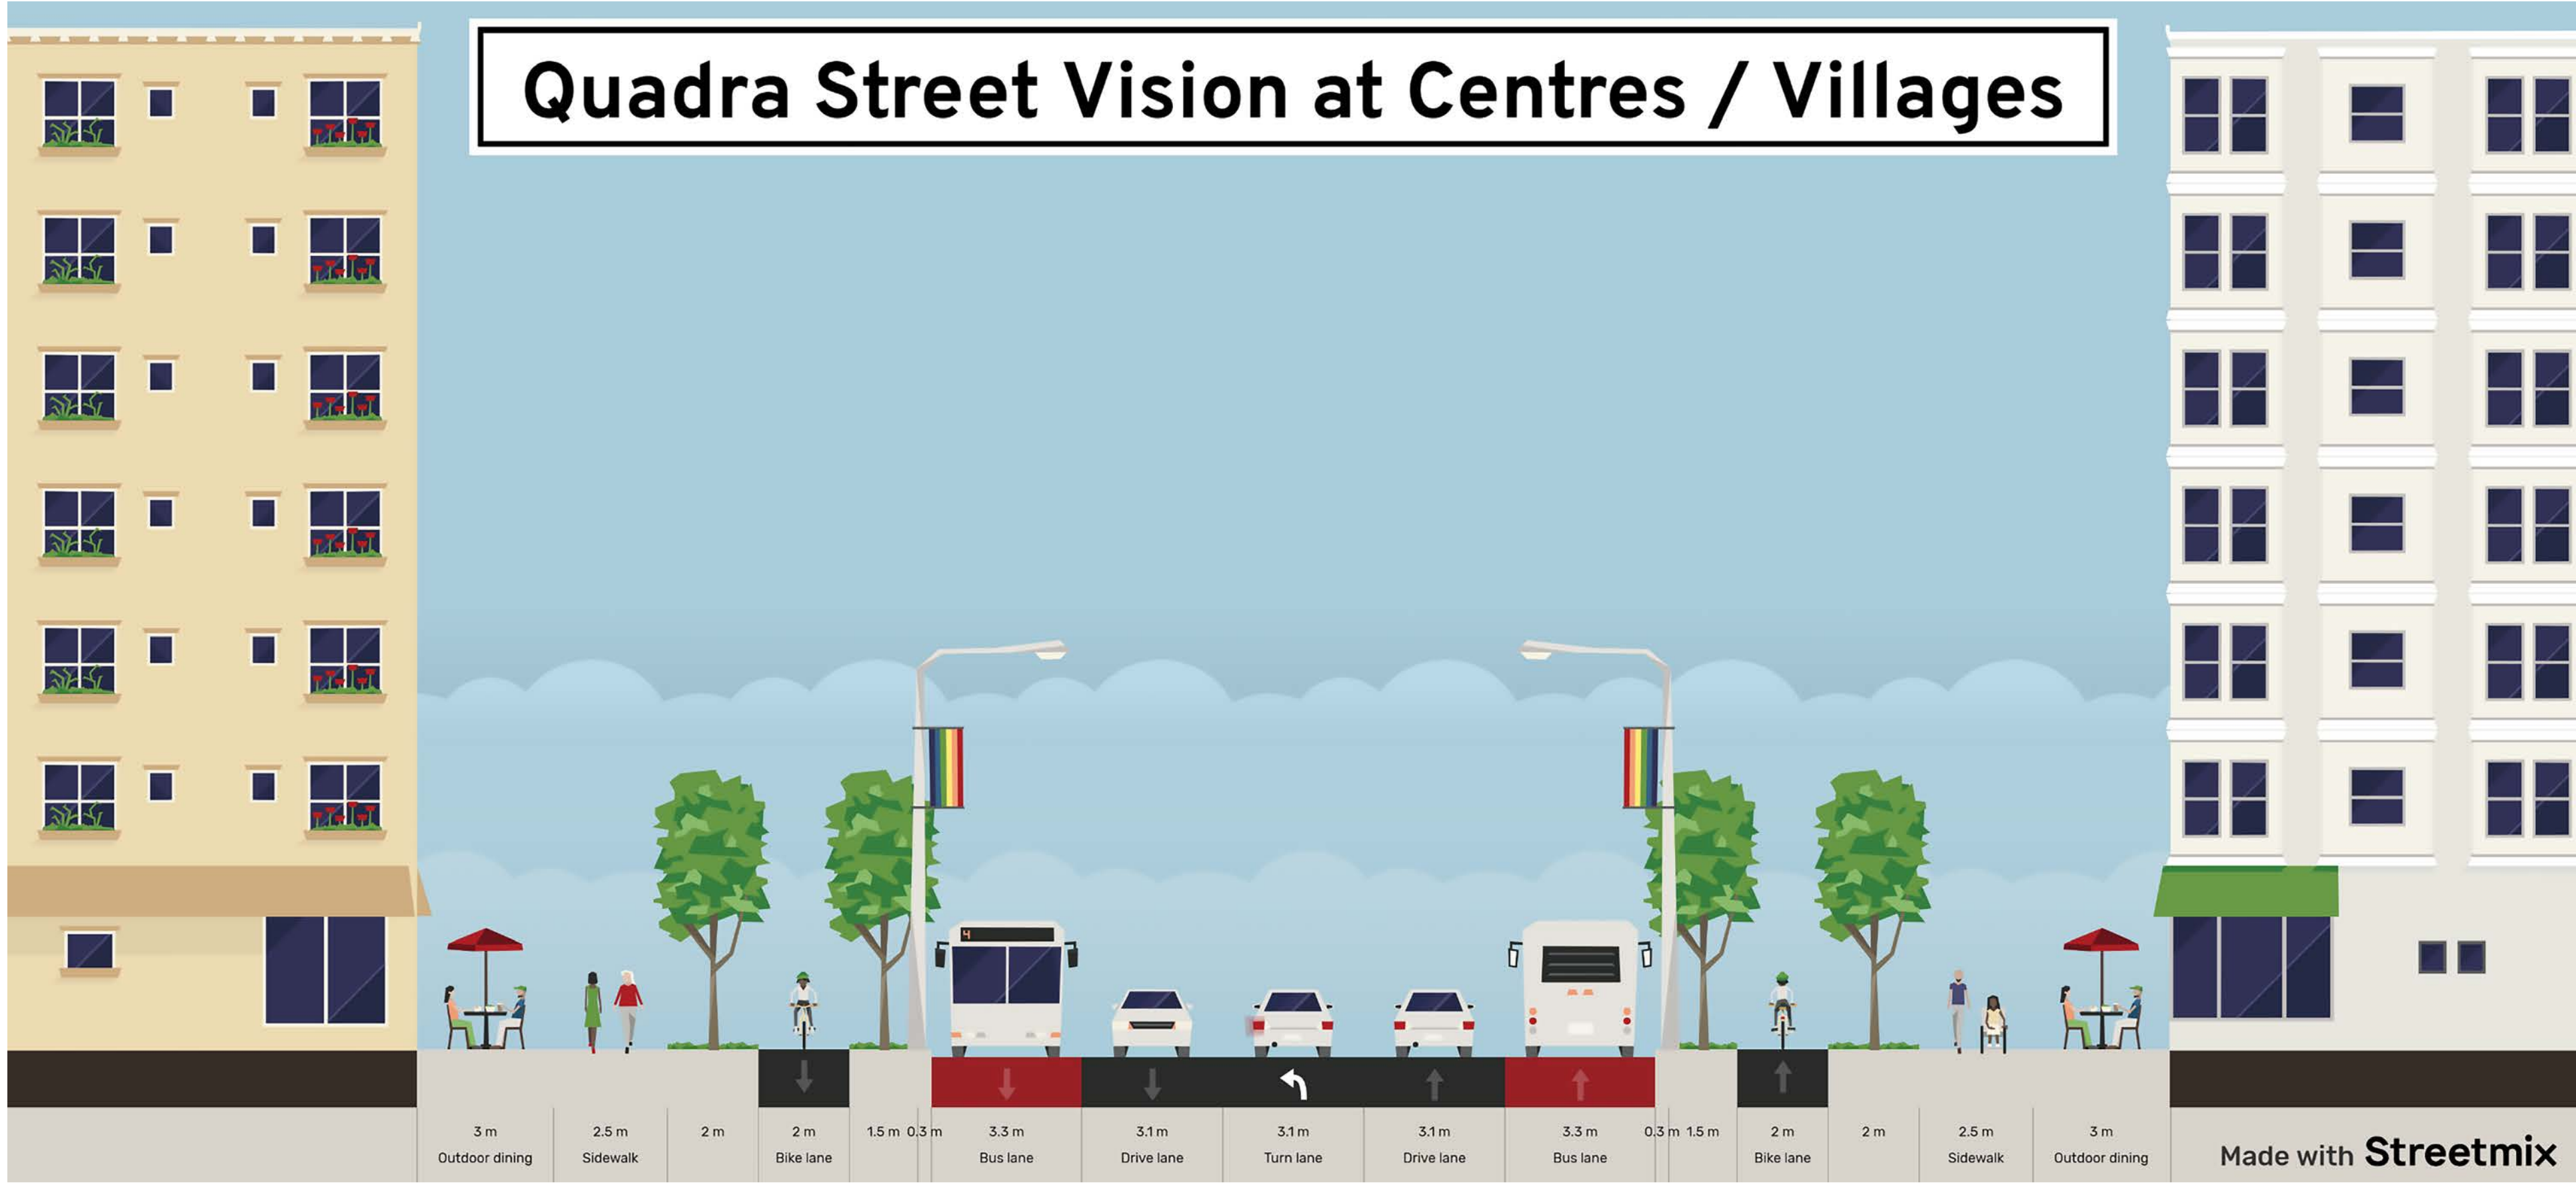 Quadra Street Vision at Centres / Villages
4
3 m
Outdoor dining
2.5 m
Sidewalk
2 m
2 m
Bike lane
1.5 m
0.3 m
3.3 m
Bus lane
3.1 m
Drive lane
3.1 m
Turn lane
3.1 m
Drive lane
3.3 m
Bus lane
0.3 m
1.5 m
2 m
Bike lane
2 m
2.5 m
Sidewalk
3 m
Outdoor dining
Made with Streetmix